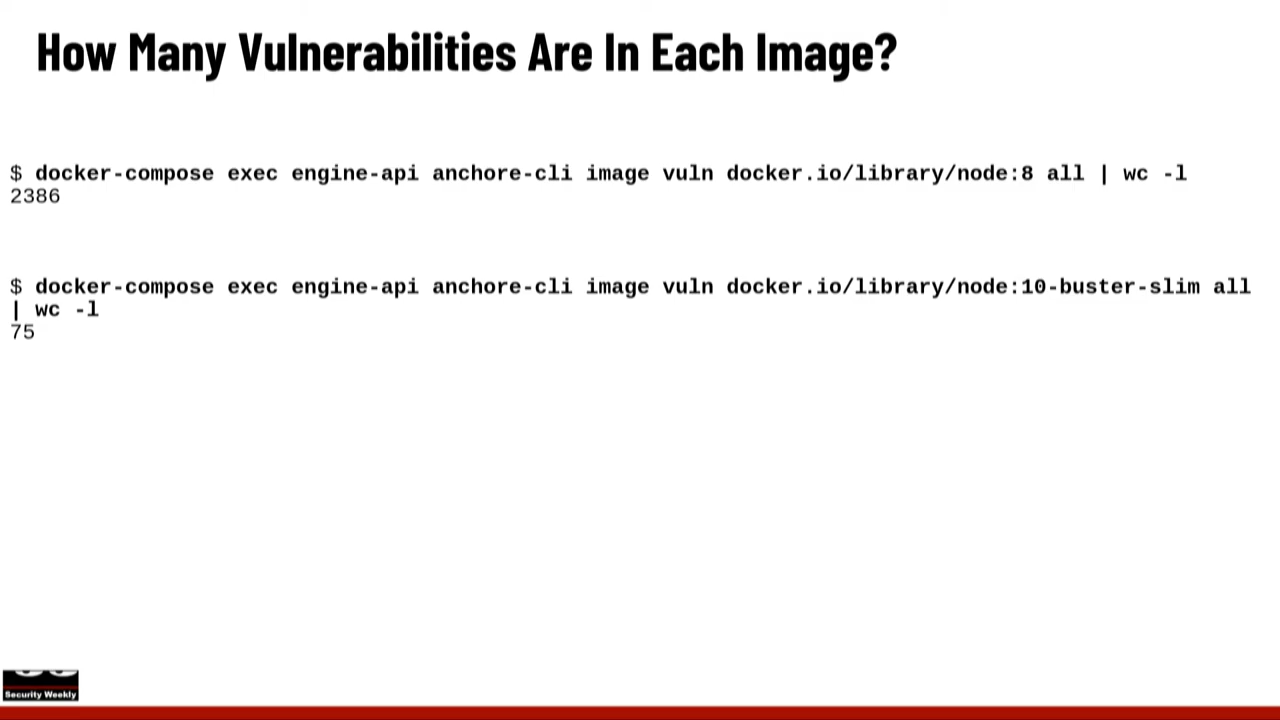 How Many Vulnerabilities Are In Each Image?
$ docker-compose exec engine-api anchore-cli image vuln docker.io/library/node:8 all | wc -l
2386
$ docker-compose exec engine-api anchore-cli image vuln docker.io/library/node:10-buster-slim all
| wc -l
75
Security Weekly